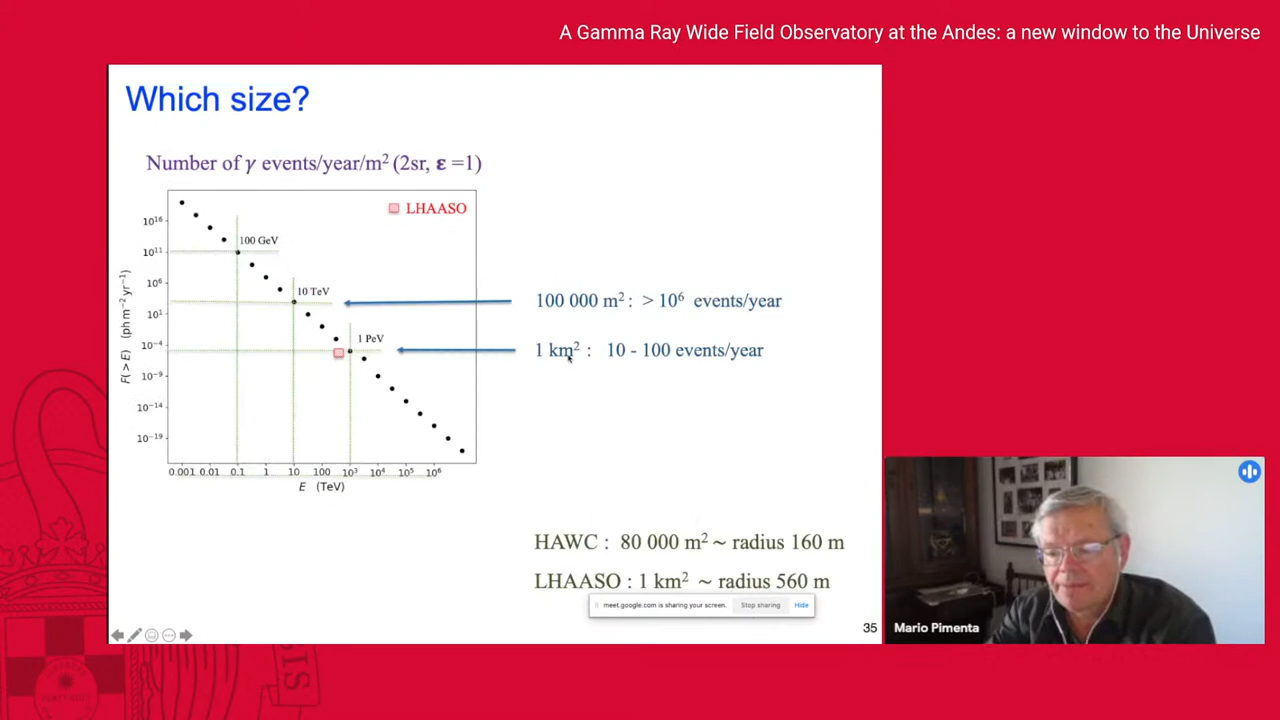 A Gamma Ray Wide Field Observatory at the Andes: a new window to the Universe
Which size?
Number of γ events/year/m² (2sr, ε =1)
LHAASO
100 GeV
10 TeV
1 PeV
F(> E) (ph m⁻² yr⁻¹)
10¹⁶
10¹¹
10⁶
10¹
10⁻⁴
10⁻⁹
10⁻¹⁴
10⁻¹⁹
0.001 0.01 0.1 1 10 100 10³ 10⁴ 10⁵ 10⁶
E (TeV)
100 000 m² : > 10⁶ events/year
1 km² : 10 - 100 events/year
HAWC : 80 000 m² ~ radius 160 m
LHAASO : 1 km² ~ radius 560 m
meet.google.com is sharing your screen. Stop sharing Hide
35
Mario Pimenta